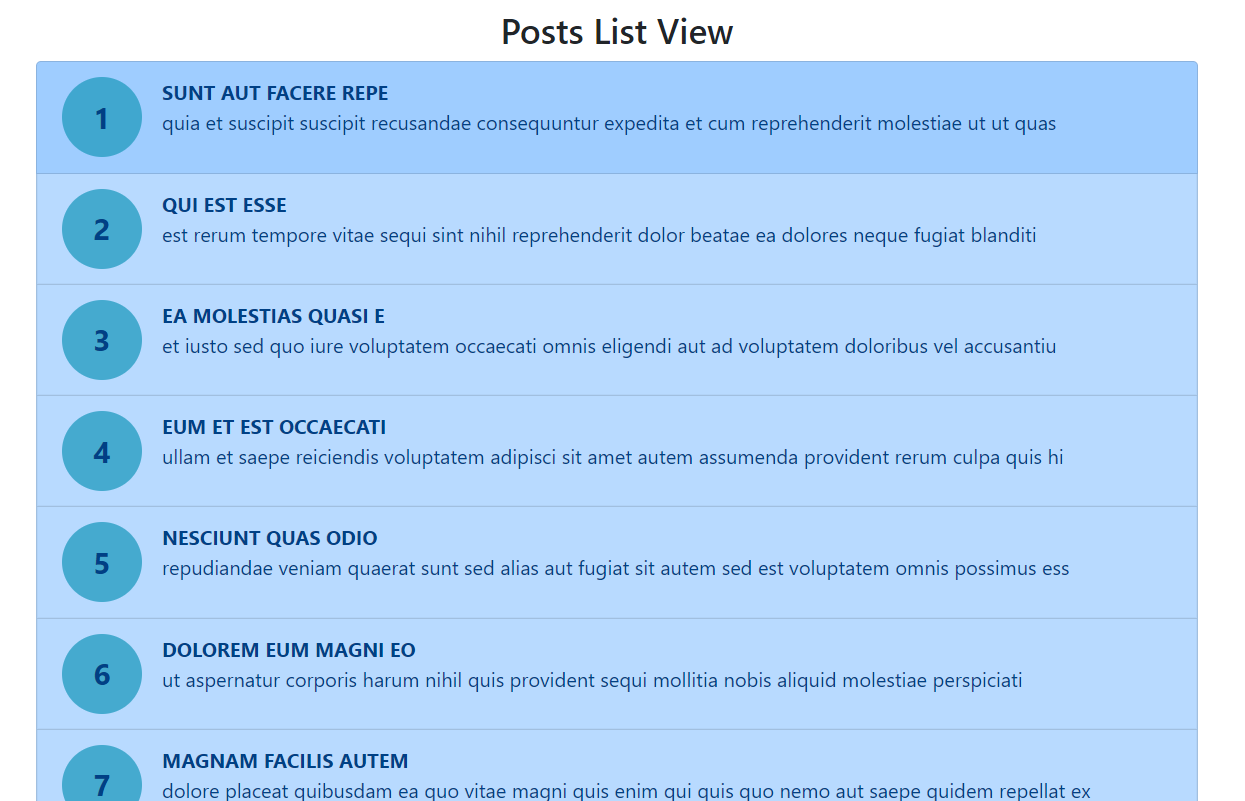 Posts List View
1
SUNT AUT FACERE REPE
quia et suscipit suscipit recusandae consequuntur expedita et cum reprehenderit molestiae ut ut quas
2
QUI EST ESSE
est rerum tempore vitae sequi sint nihil reprehenderit dolor beatae ea dolores neque fugiat blanditi
3
EA MOLESTIAS QUASI E
et iusto sed quo iure voluptatem occaecati omnis eligendi aut ad voluptatem doloribus vel accusantiu
4
EUM ET EST OCCAECATI
ullam et saepe reiciendis voluptatem adipisci sit amet autem assumenda provident rerum culpa quis hi
5
NESCIUNT QUAS ODIO
repudiandae veniam quaerat sunt sed alias aut fugiat sit autem sed est voluptatem omnis possimus ess
6
DOLOREM EUM MAGNI EO
ut aspernatur corporis harum nihil quis provident sequi mollitia nobis aliquid molestiae perspiciati
7
MAGNAM FACILIS AUTEM
dolore placeat quibusdam ea quo vitae magni quis enim qui quis quo nemo aut saepe quidem repellat ex